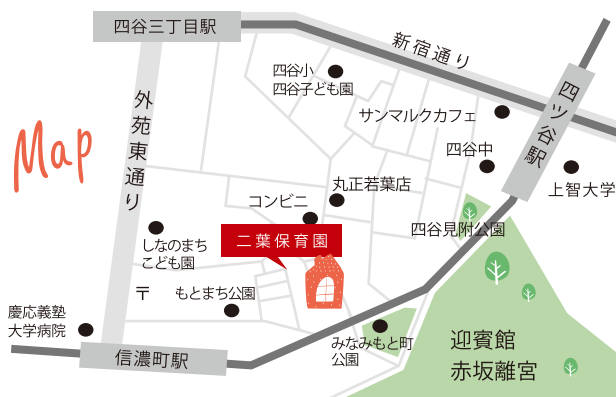 四谷三丁目駅
新宿通り
四谷小
四谷子ども園
外苑東通り
サンマルクカフェ
四ツ谷駅
Map
四谷中
上智大学
丸正若葉店
コンビニ
四谷見附公園
二葉保育園
しなのまち
こども園
〒
もとまち公園
慶応義塾
大学病院
みなみもと町
公園
迎賓館
赤坂離宮
信濃町駅